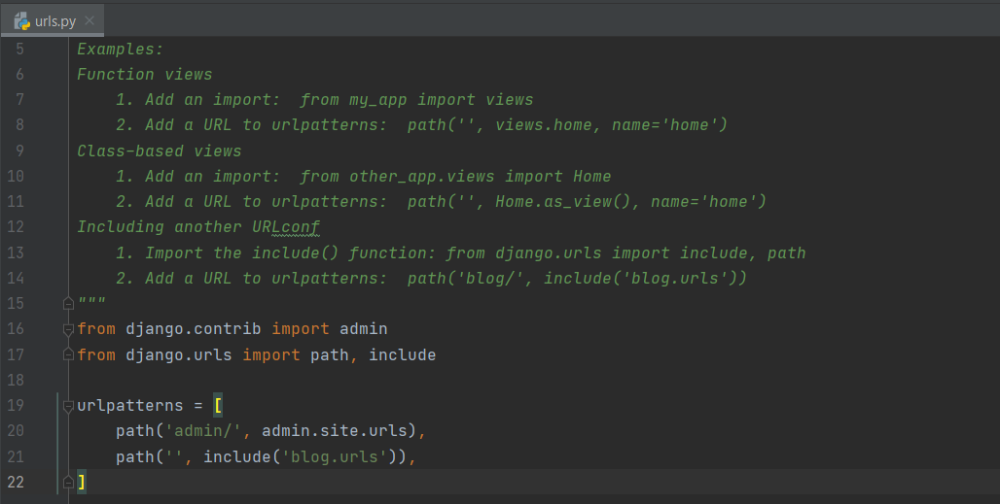 urls.py
5 Examples:
6 Function views
7     1. Add an import:  from my_app import views
8     2. Add a URL to urlpatterns:  path('', views.home, name='home')
9 Class-based views
10     1. Add an import:  from other_app.views import Home
11     2. Add a URL to urlpatterns:  path('', Home.as_view(), name='home')
12 Including another URLconf
13     1. Import the include() function: from django.urls import include, path
14     2. Add a URL to urlpatterns:  path('blog/', include('blog.urls'))
15 """
16 from django.contrib import admin
17 from django.urls import path, include
18
19 urlpatterns = [
20     path('admin/', admin.site.urls),
21     path('', include('blog.urls')),
22 ]